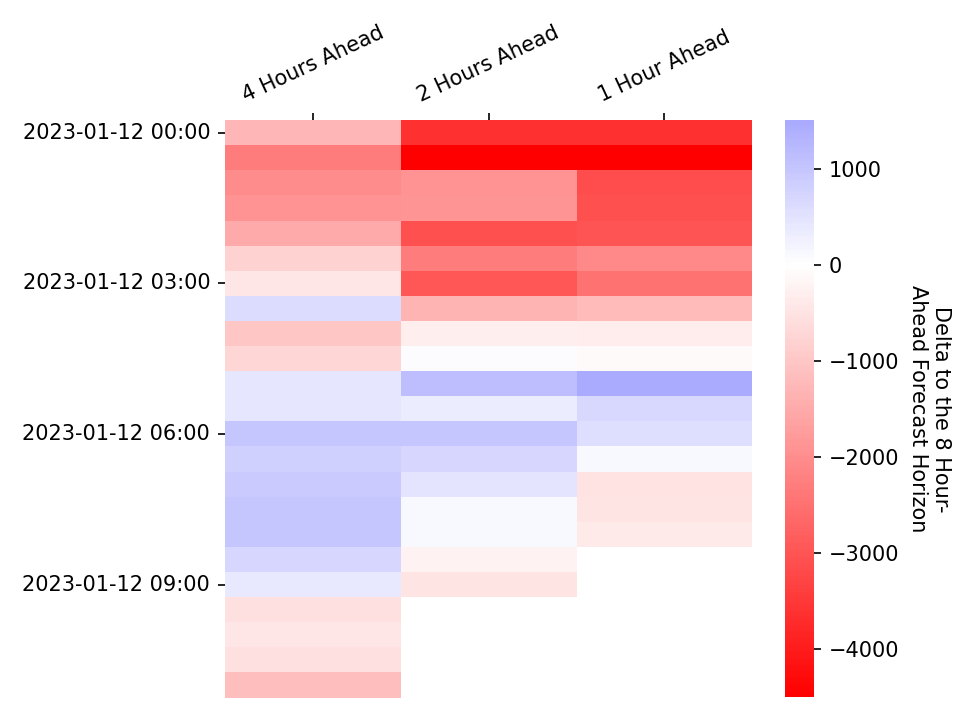 4 Hours Ahead
2 Hours Ahead
1 Hour Ahead
2023-01-12 00:00
2023-01-12 03:00
2023-01-12 06:00
2023-01-12 09:00
1000
0
−1000
−2000
−3000
−4000
Delta to the 8 Hour-
Ahead Forecast Horizon